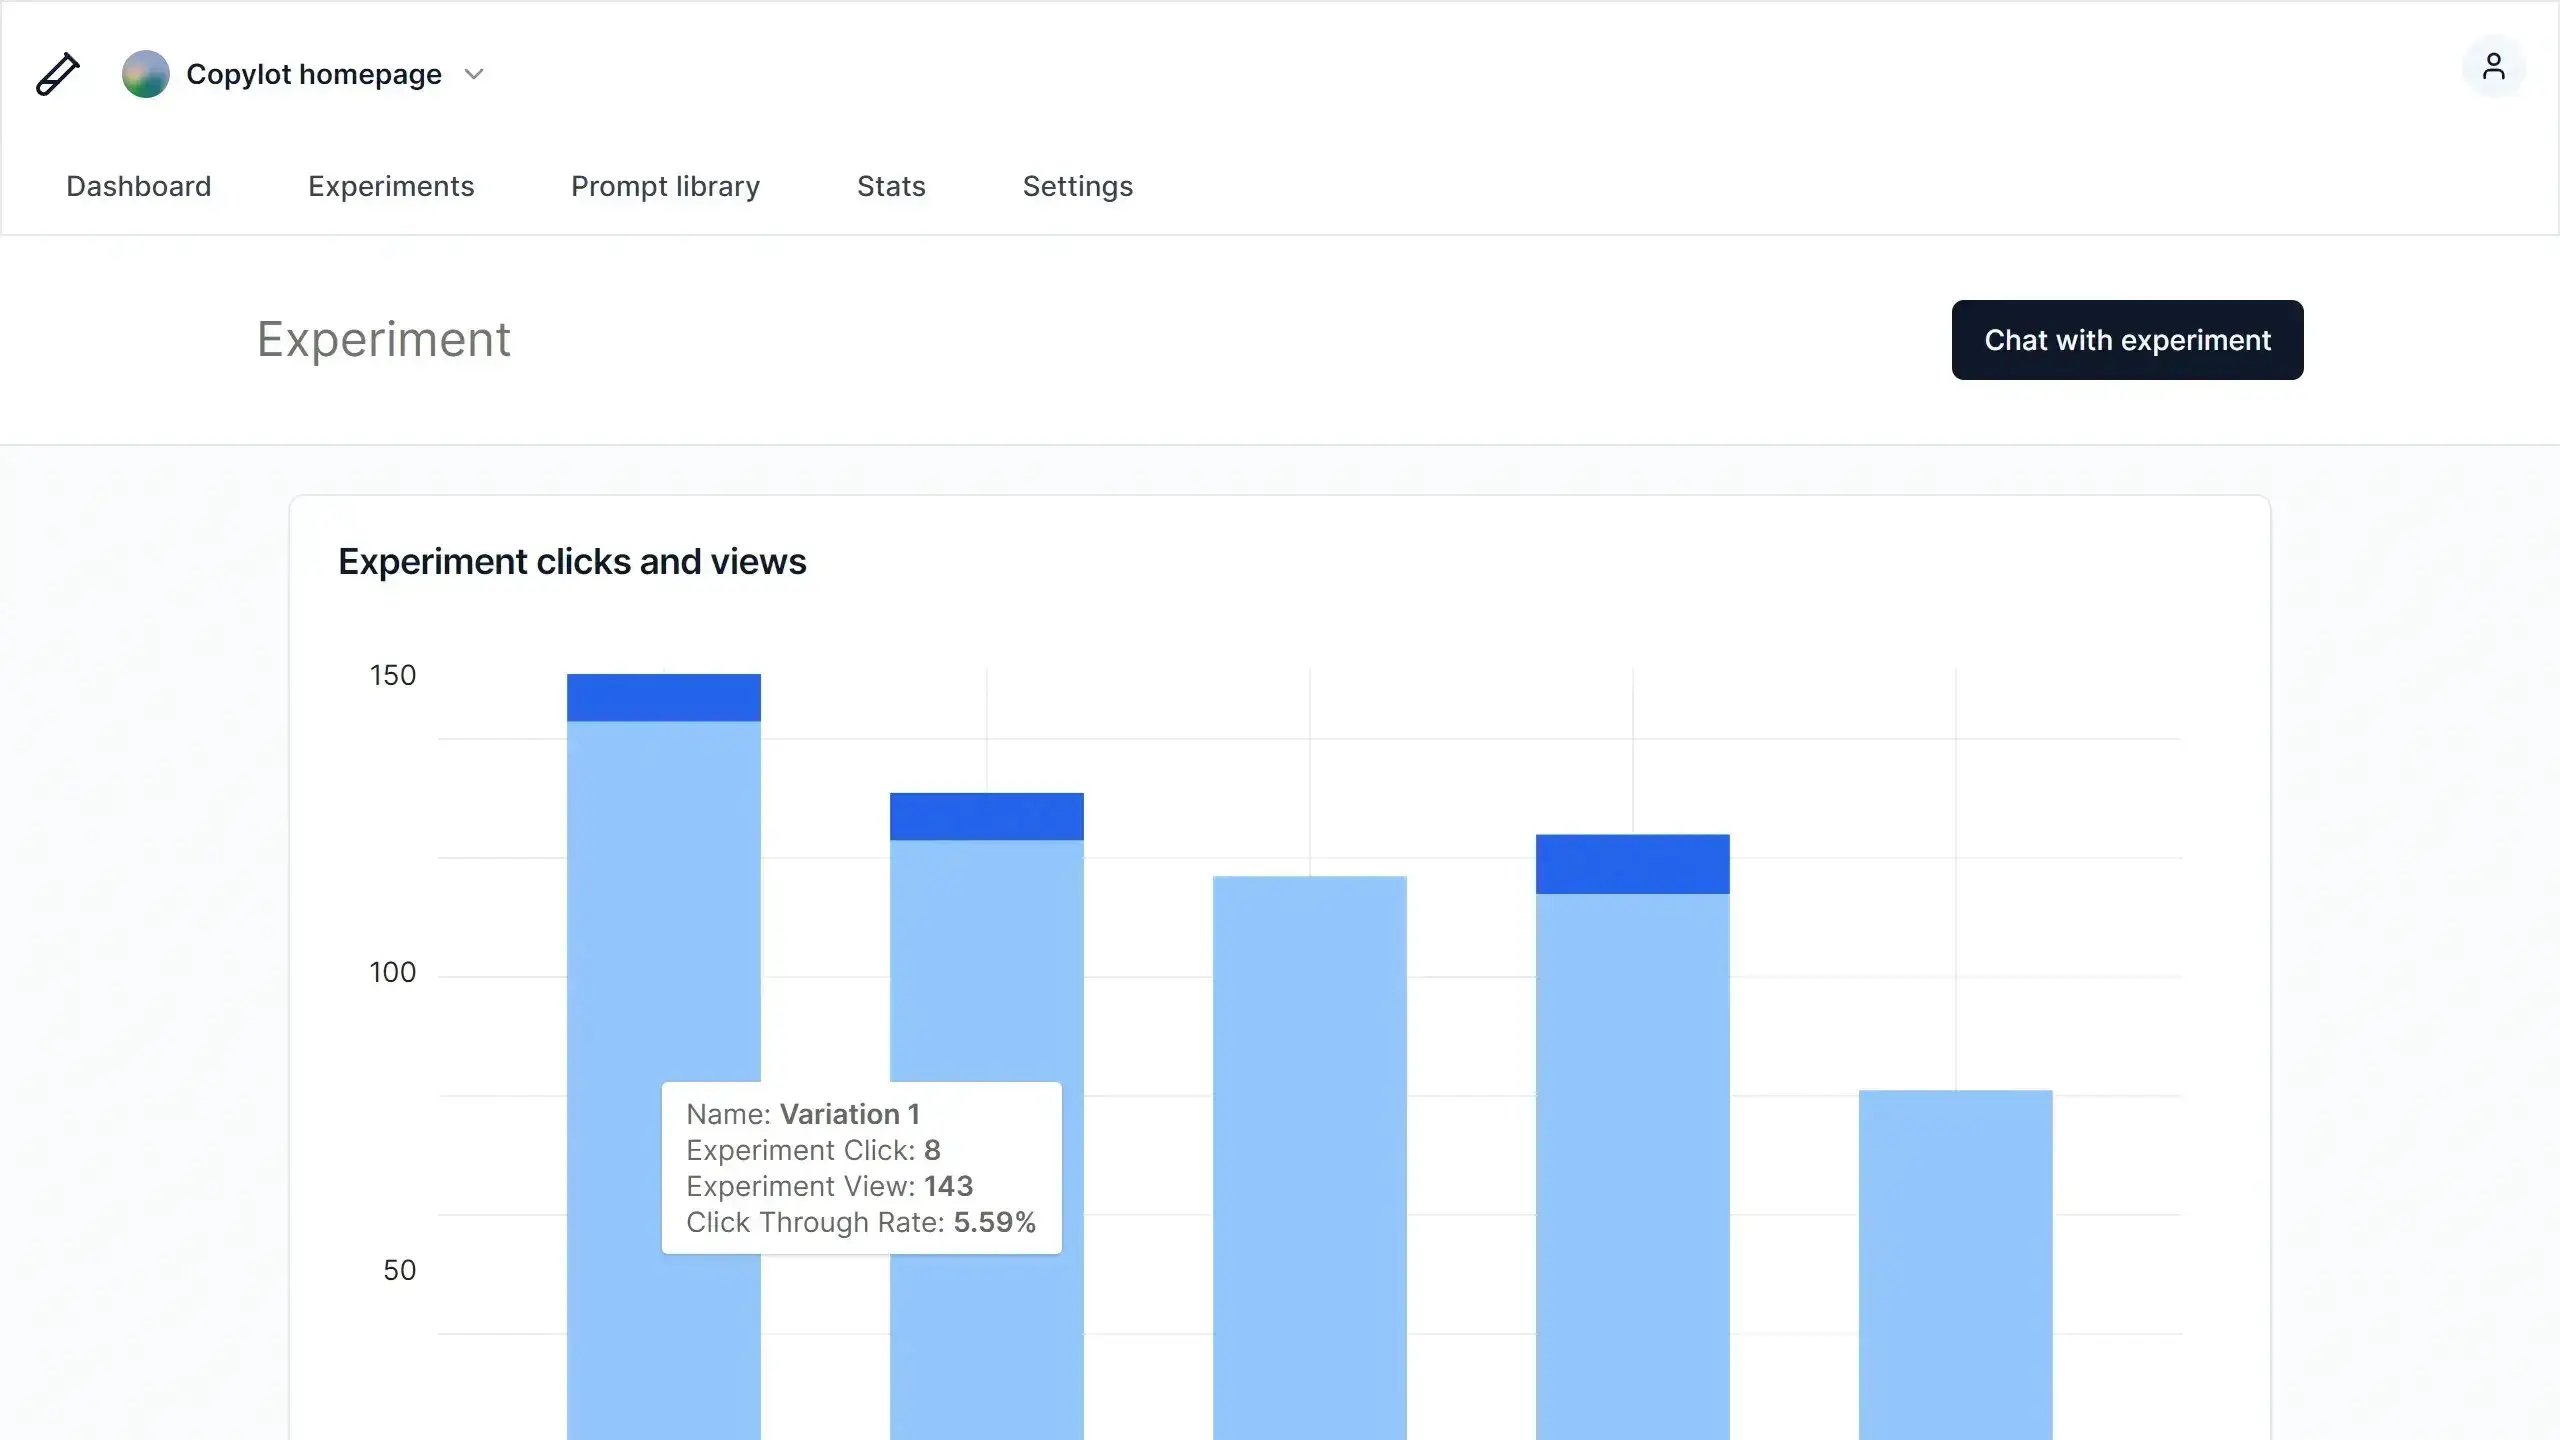 Copylot homepage
Dashboard
Experiments
Prompt library
Stats
Settings
Experiment
Chat with experiment
Experiment clicks and views
150
100
50
Name: Variation 1
Experiment Click: 8
Experiment View: 143
Click Through Rate: 5.59%